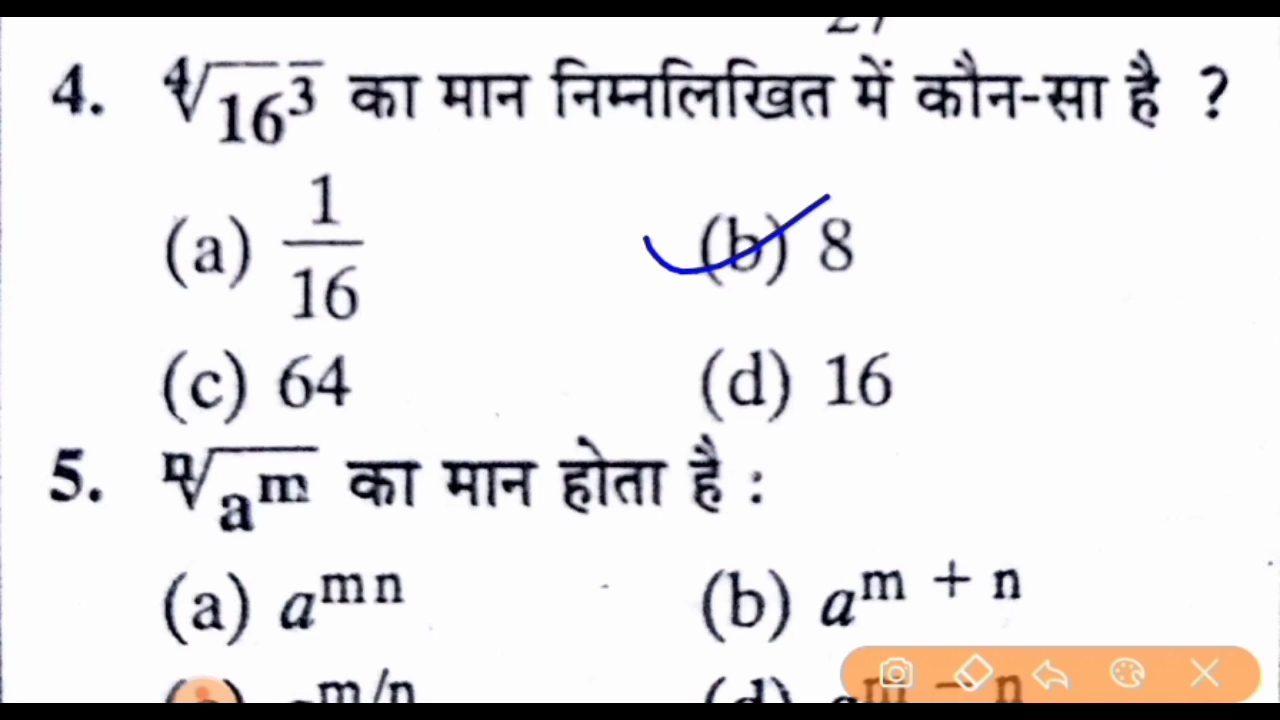 4. ∜16³ का मान निम्नलिखित में कौन-सा है ?
(a) 1/16 (b) 8
(c) 64 (d) 16
5. ⁿ√aᵐ का मान होता है :
(a) aᵐⁿ (b) aᵐ⁺ⁿ